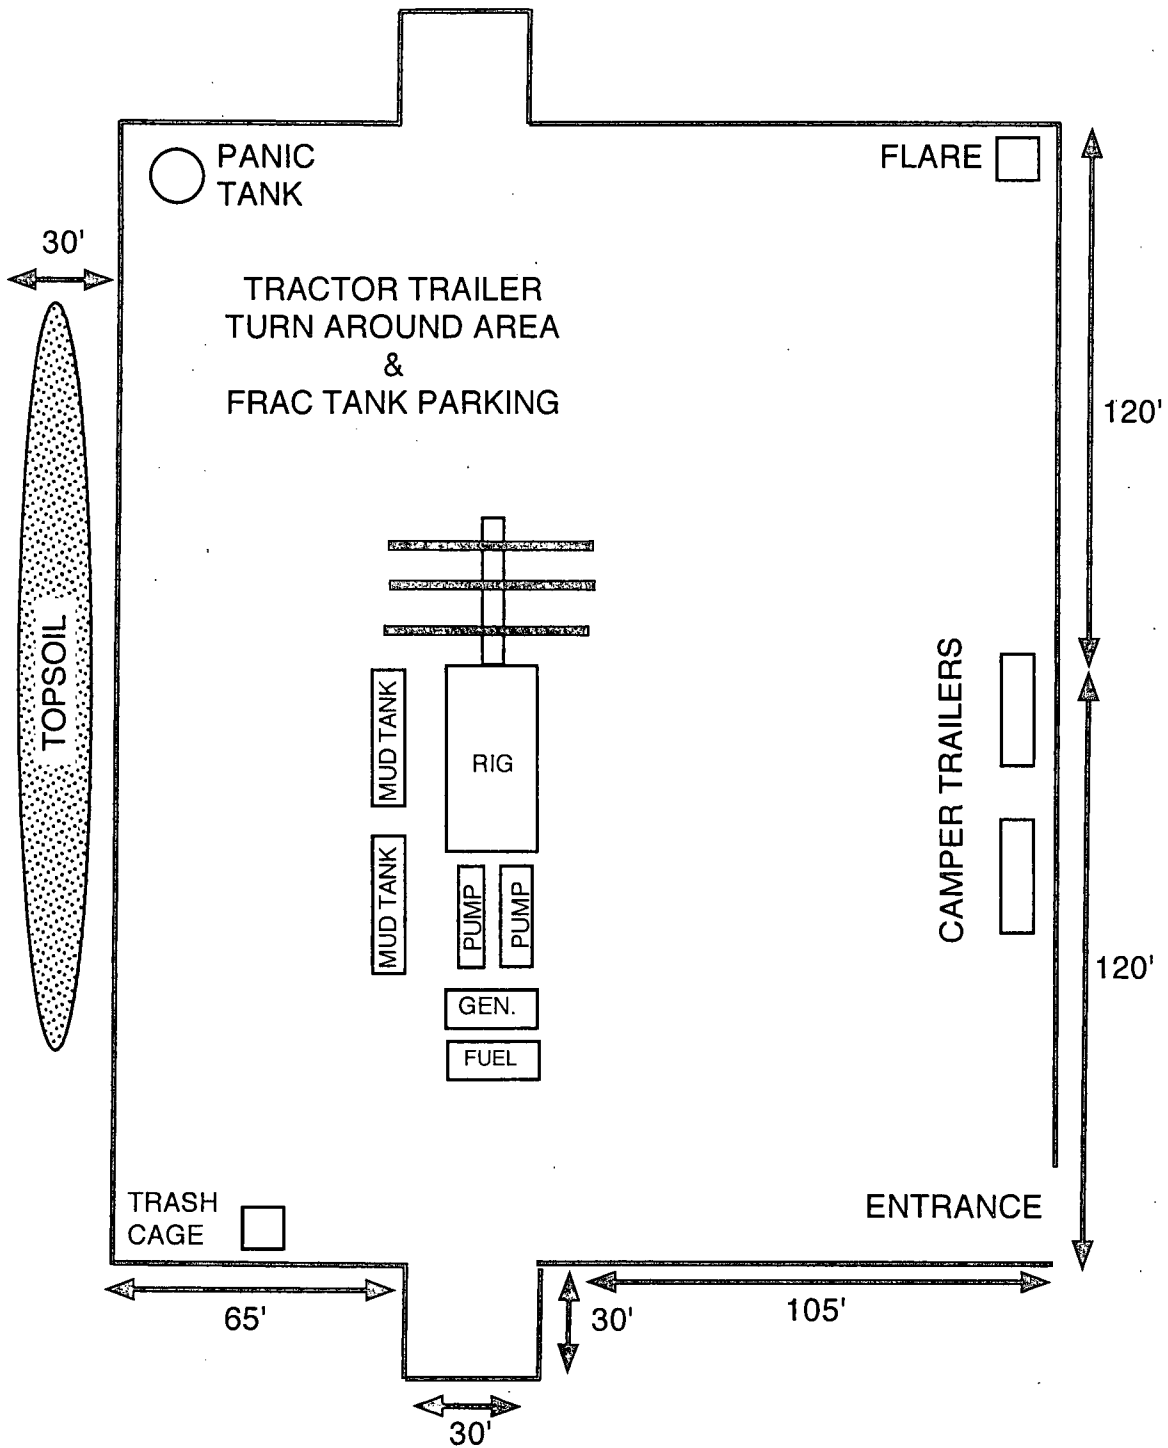 PANIC
TANK
FLARE
30'
TRACTOR TRAILER
TURN AROUND AREA
&
FRAC TANK PARKING
120'
TOPSOIL
MUD TANK
RIG
CAMPER TRAILERS
MUD TANK
PUMP
PUMP
120'
GEN.
FUEL
TRASH
CAGE
ENTRANCE
65'
30'
105'
30'